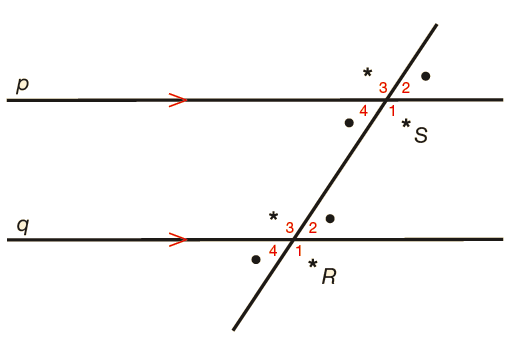 p
* 3 2 •
• 4 1 * S
q
* 3 2 •
• 4 1 * R